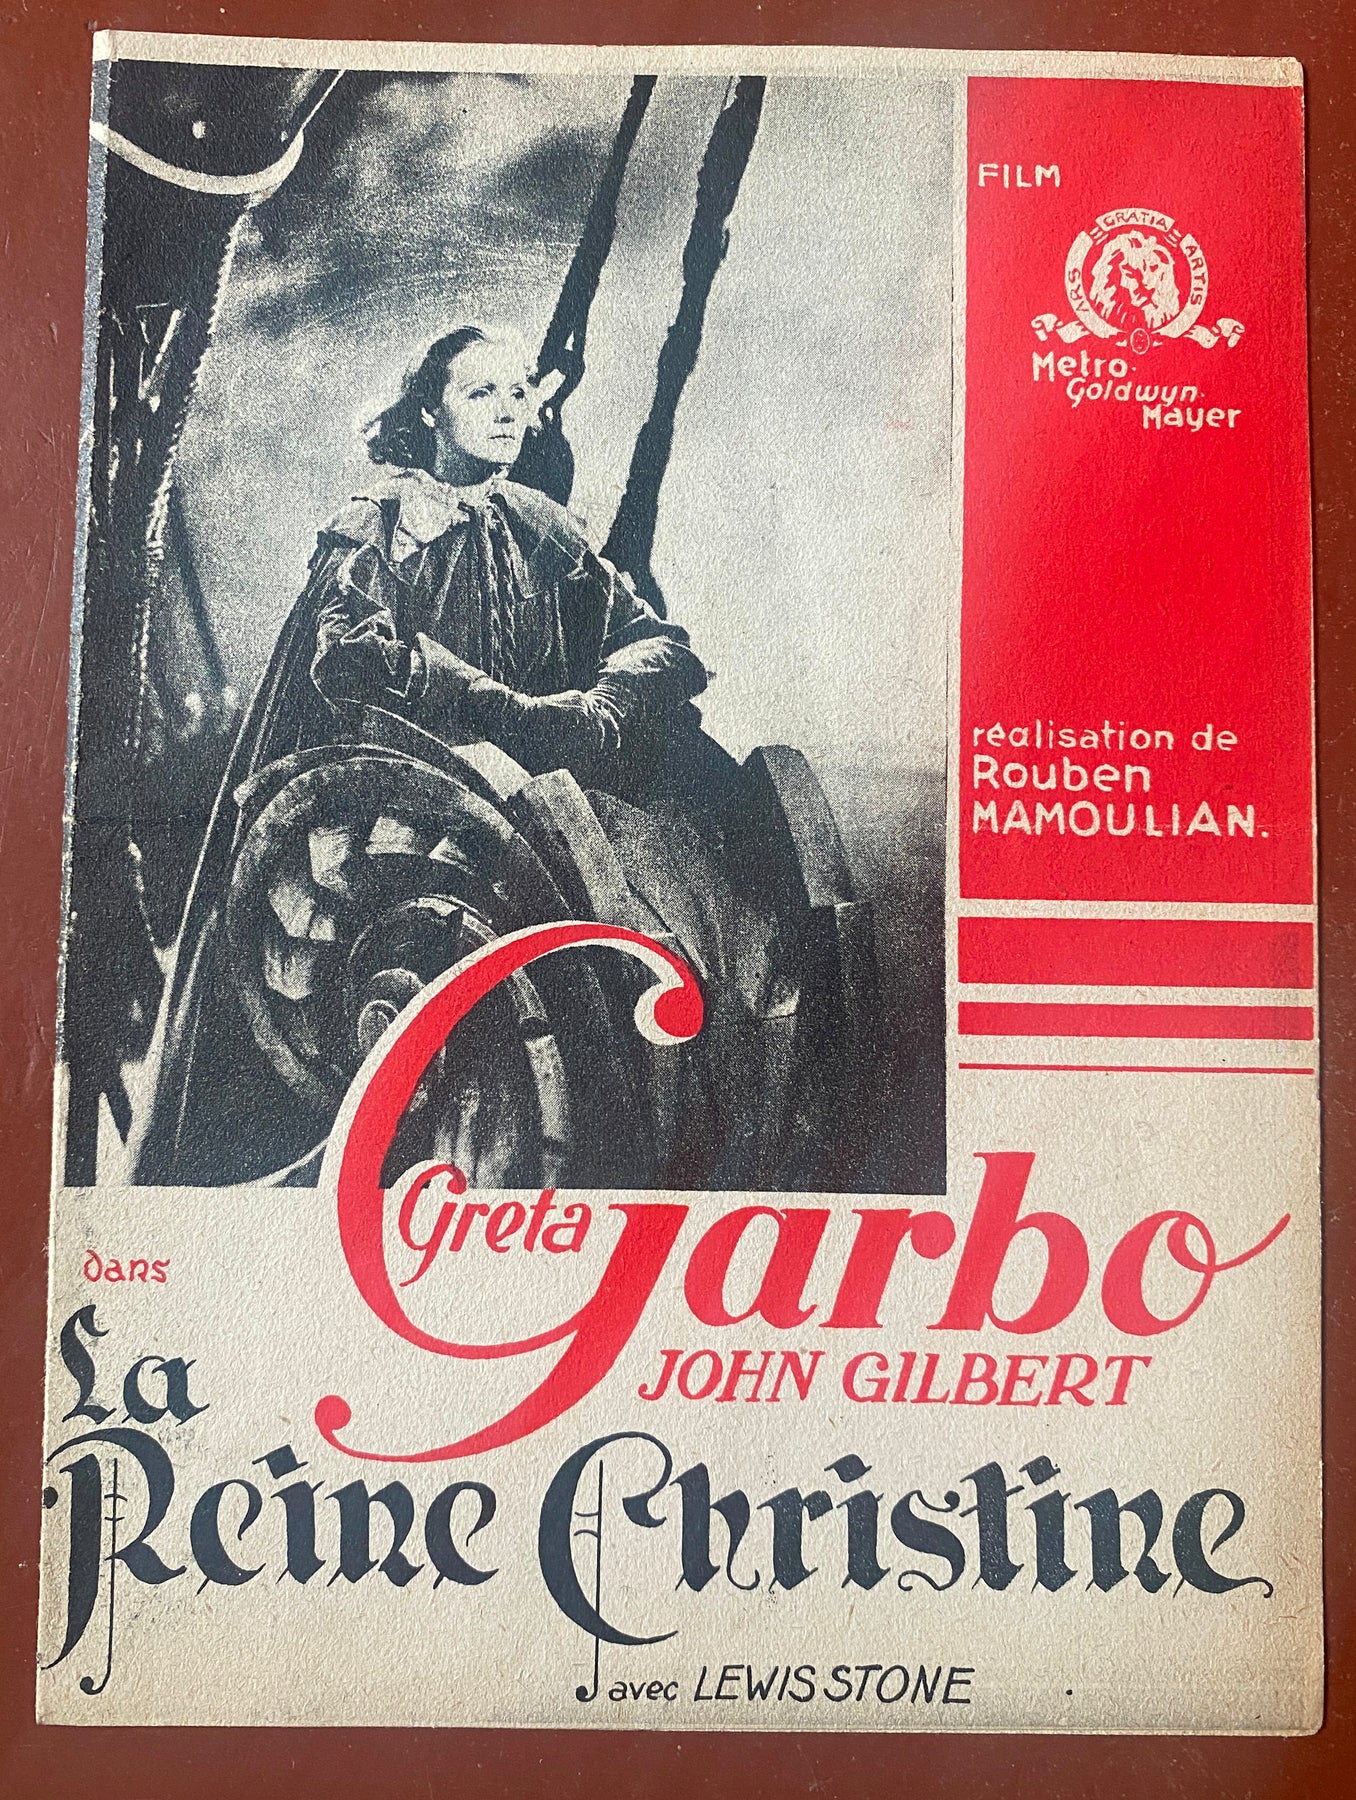 FILM
ARS GRATIA ARTIS
Metro-
Goldwyn-
Mayer
réalisation de
Rouben
MAMOULIAN.
Greta Garbo
dans
JOHN GILBERT
La
Reine Christine
avec LEWIS STONE